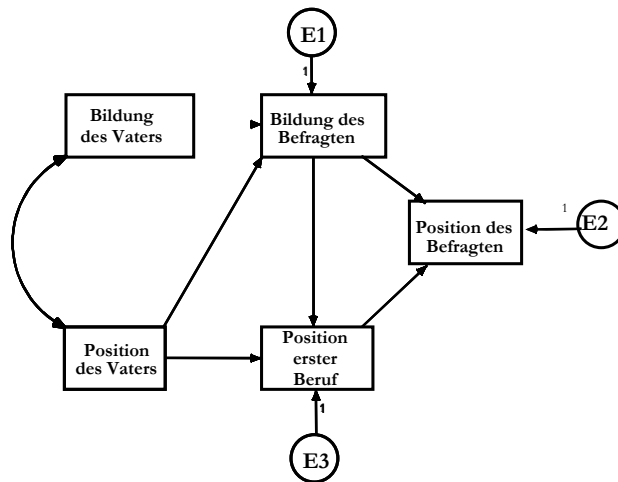 E1
1
Bildung
des Vaters
Bildung des
Befragten
Position des
Befragten
1
E2
Position
des Vaters
Position
erster
Beruf
1
E3